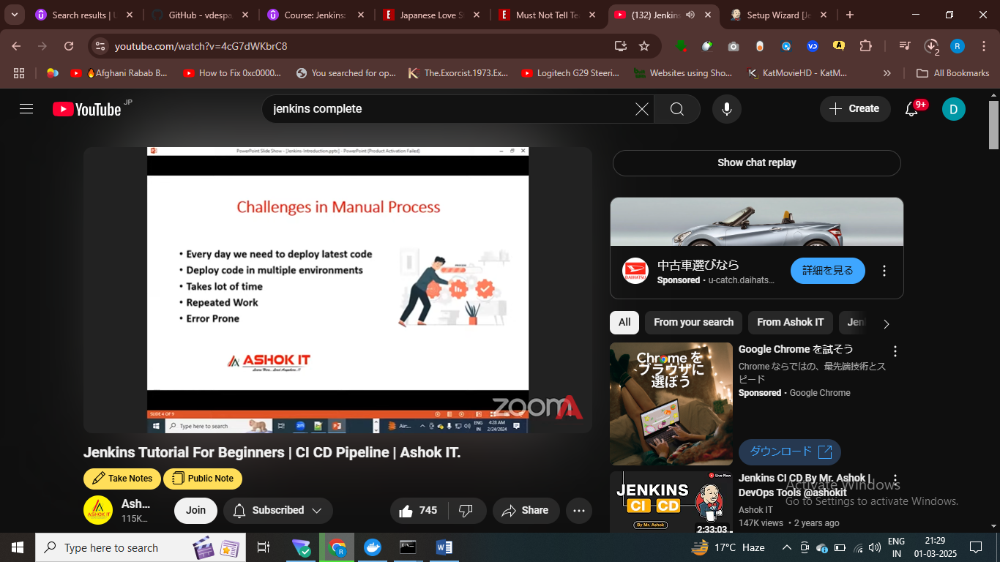 Search results | U
GitHub - vdespa
Course: Jenkins:
Japanese Love S
Must Not Tell Te
(132) Jenkins
Setup Wizard [Je
youtube.com/watch?v=4cG7dWKbrC8
2
R
🔥Afghani Rabab B...
How to Fix 0xc0000...
You searched for op...
The.Exorcist.1973.Ex...
Logitech G29 Steeri...
Websites using Sho...
KatMovieHD - KatM...
All Bookmarks
YouTube JP
jenkins complete
Create
9+
D
PowerPoint Slide Show - [Jenkins-Introduction.pptx] - PowerPoint (Product Activation Failed)
Challenges in Manual Process
• Every day we need to deploy latest code
• Deploy code in multiple environments
• Takes lot of time
• Repeated Work
• Error Prone
PROCESS
ASHOK IT
Learn Here.. Lead Anywhere..!!
zoom
SLIDE 4 OF 9
Type here to search
Air...
ENG
IN
4:28 AM
2/24/2024
Jenkins Tutorial For Beginners | CI CD Pipeline | Ashok IT.
Take Notes
Public Note
ASHOK IT
Ash...
115K...
Join
Subscribed
745
Share
Show chat replay
DAIHATSU
中古車選びなら
Sponsored • u-catch.daihats...
詳細を見る
All
From your search
From Ashok IT
Jen
Chrome を
ブラウザに
選ぼう
Google Chrome を試そう
Chrome ならではの、最先端技術とス
ピード
Sponsored • Google Chrome
ダウンロード
Live Now
JENKINS
CI CD
By Mr. Ashok
2:33:03
Jenkins CI CD By Mr. Ashok |
DevOps Tools @ashokit
Ashok IT
147K views • 2 years ago
Activate Windows
Go to Settings to activate Windows.
Type here to search
17°C Haze
ENG
IN
21:29
01-03-2025